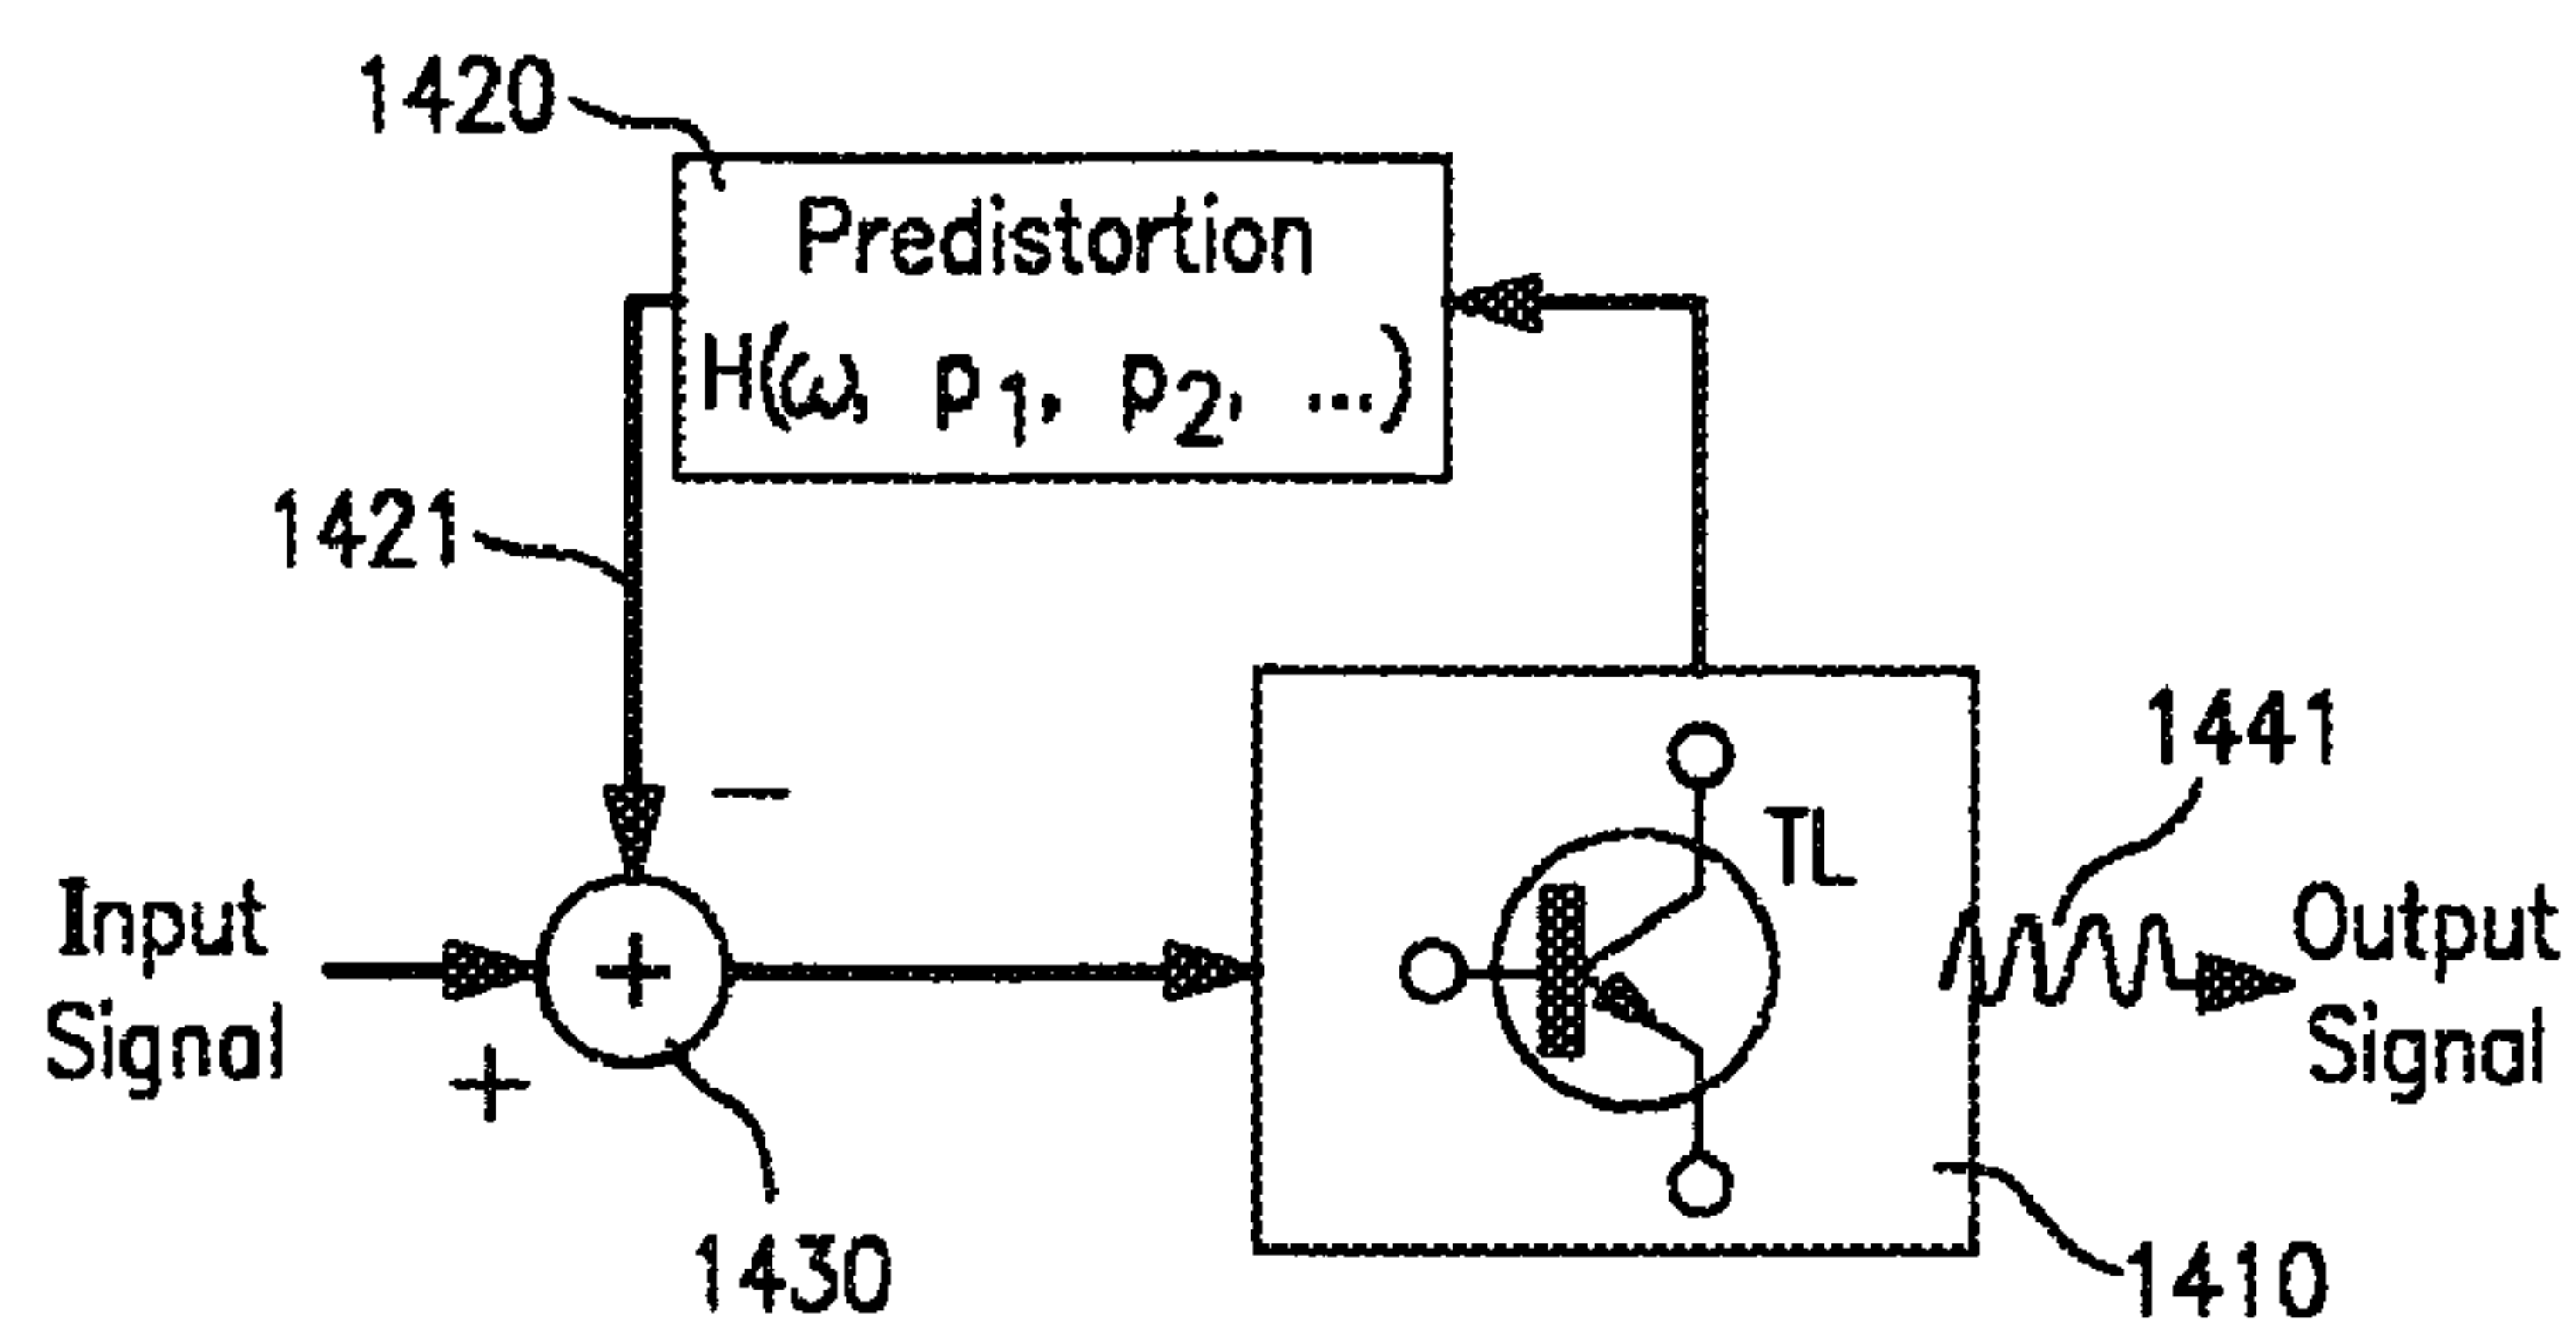 1420
Predistortion
H(ω, p1, p2, ...)
1421
−
1441
TL
Input
Signal
+
+
Output
Signal
1430
1410